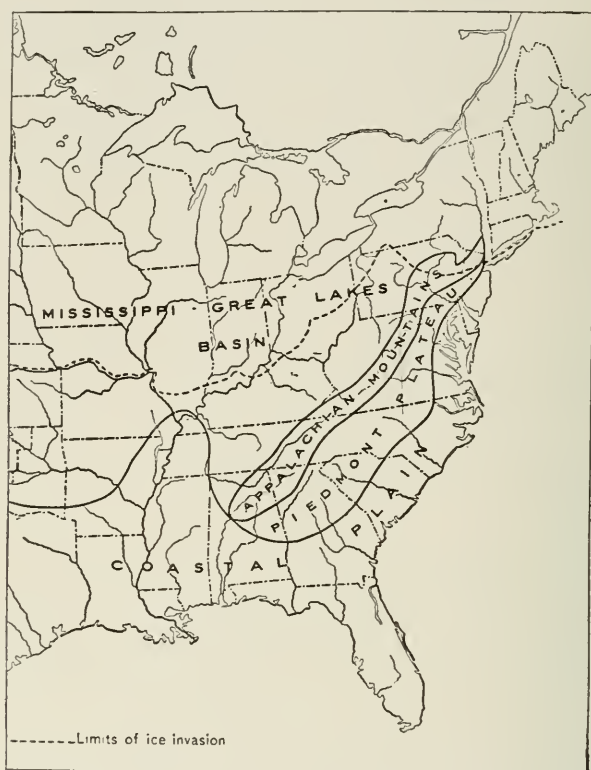 MISSISSIPPI - GREAT LAKES
BASIN
APPALACHIAN MOUNTAINS
PIEDMONT PLATEAU
COASTAL PLAIN
Limits of ice invasion